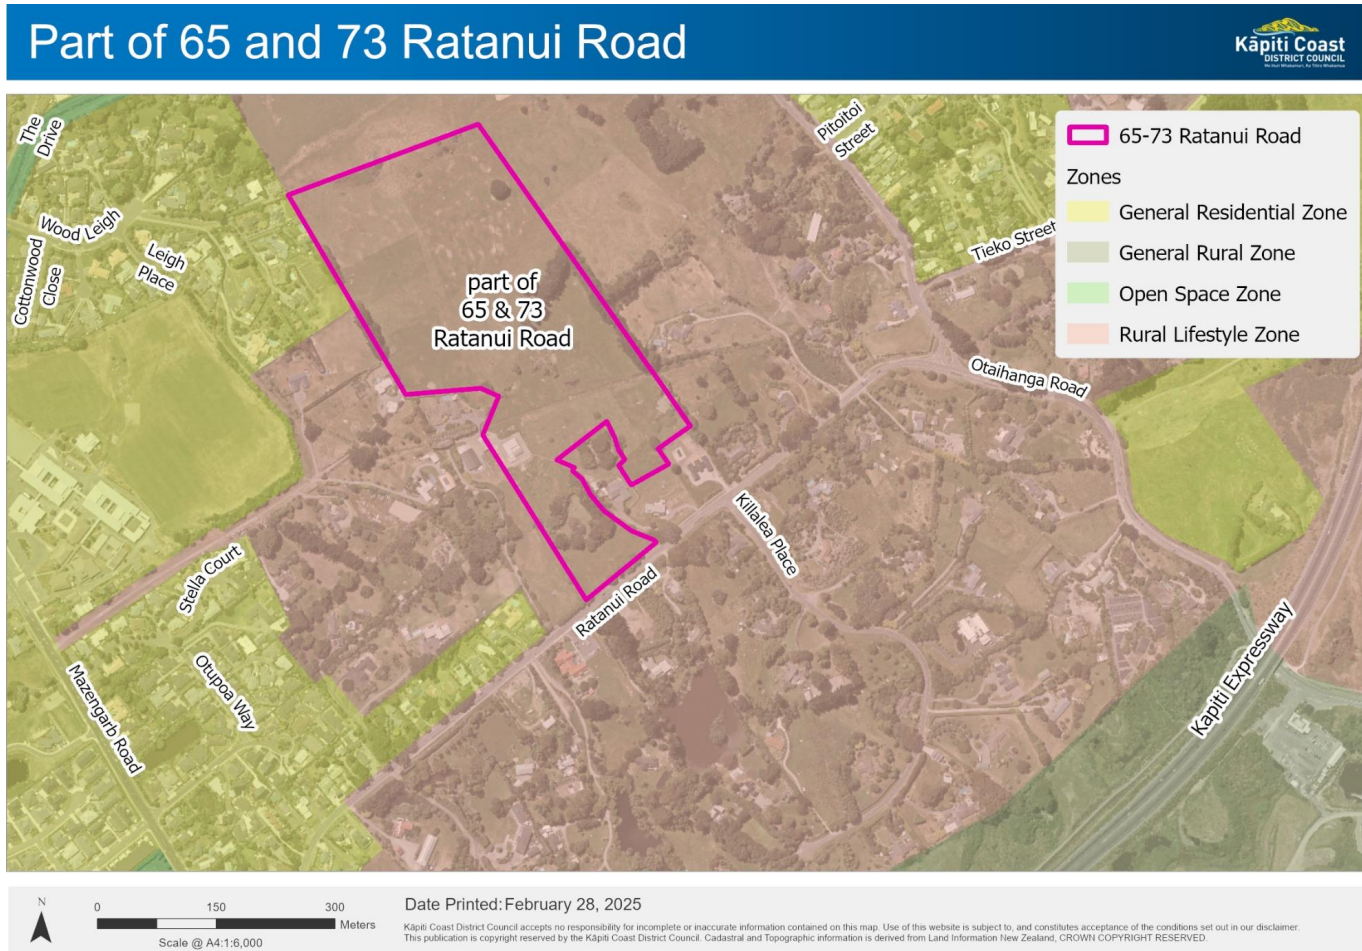 Part of 65 and 73 Ratanui Road
Kāpiti Coast
DISTRICT COUNCIL
Me Huri Whakamuri, Ka Titiro Whakamua
The
Drive
Wood Leigh
Cottonwood
Close
Leigh
Place
Pitoitoi
Street
65-73 Ratanui Road
Zones
General Residential Zone
General Rural Zone
Open Space Zone
Rural Lifestyle Zone
Tieko Street
part of
65 & 73
Ratanui Road
Otaihanga Road
Killalea Place
Stella Court
Ratanui Road
Otupoa Way
Mazengarb Road
Kapiti Expressway
N
0 150 300
Meters
Scale @ A4:1:6,000
Date Printed: February 28, 2025
Kāpiti Coast District Council accepts no responsibility for incomplete or inaccurate information contained on this map. Use of this website is subject to, and constitutes acceptance of the conditions set out in our disclaimer.
This publication is copyright reserved by the Kāpiti Coast District Council. Cadastral and Topographic information is derived from Land Information New Zealand, CROWN COPYRIGHT RESERVED.